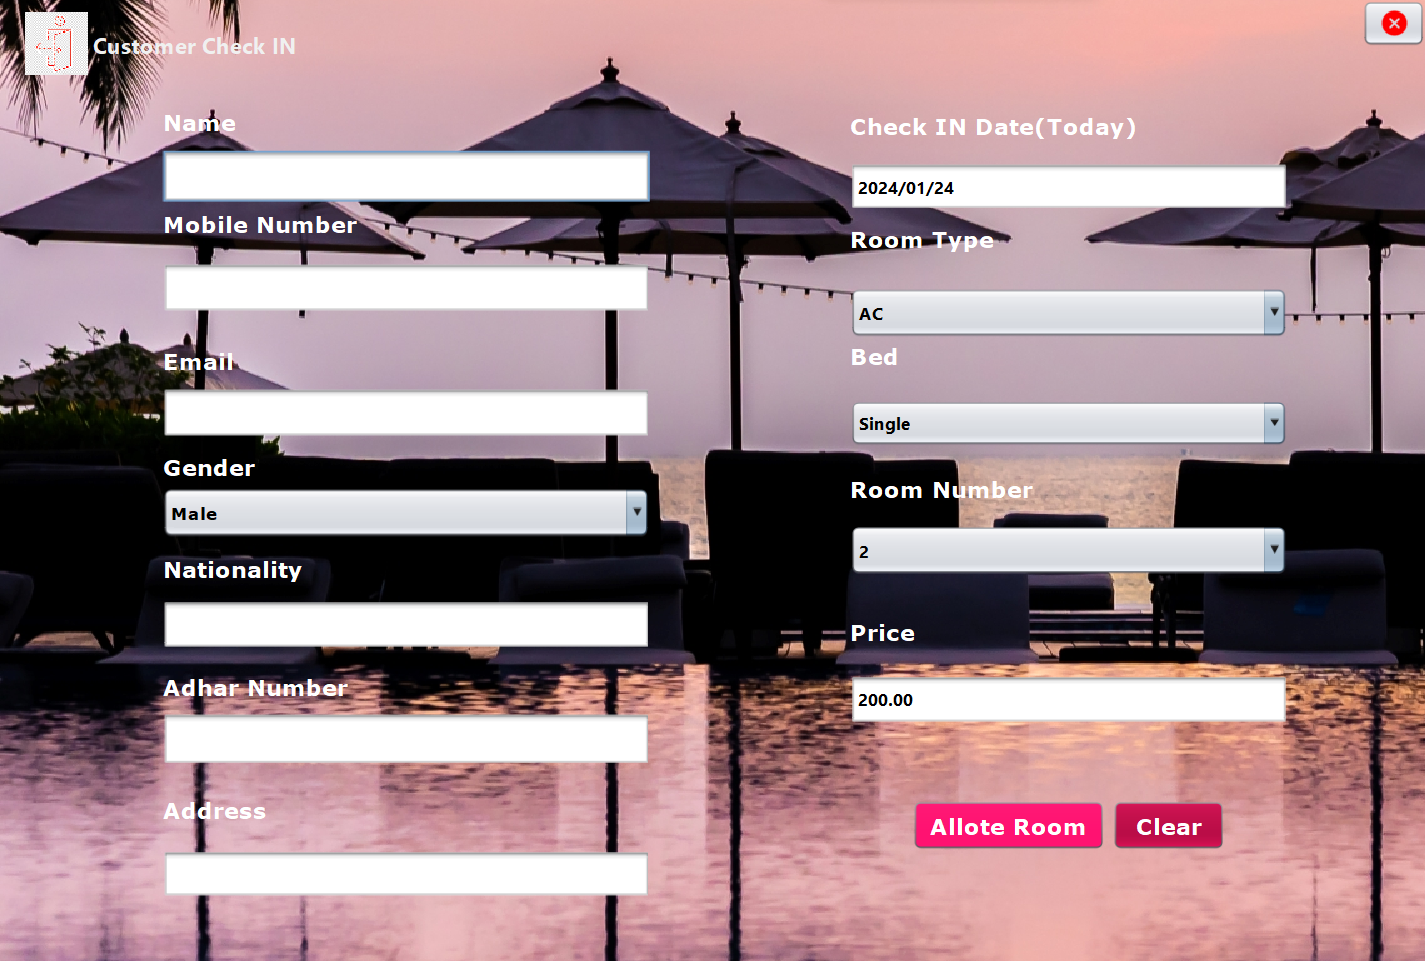 Customer Check IN
Name
Mobile Number
Email
Gender
Male
Nationality
Adhar Number
Address
Check IN Date(Today)
2024/01/24
Room Type
AC
Bed
Single
Room Number
2
Price
200.00
Allote Room
Clear